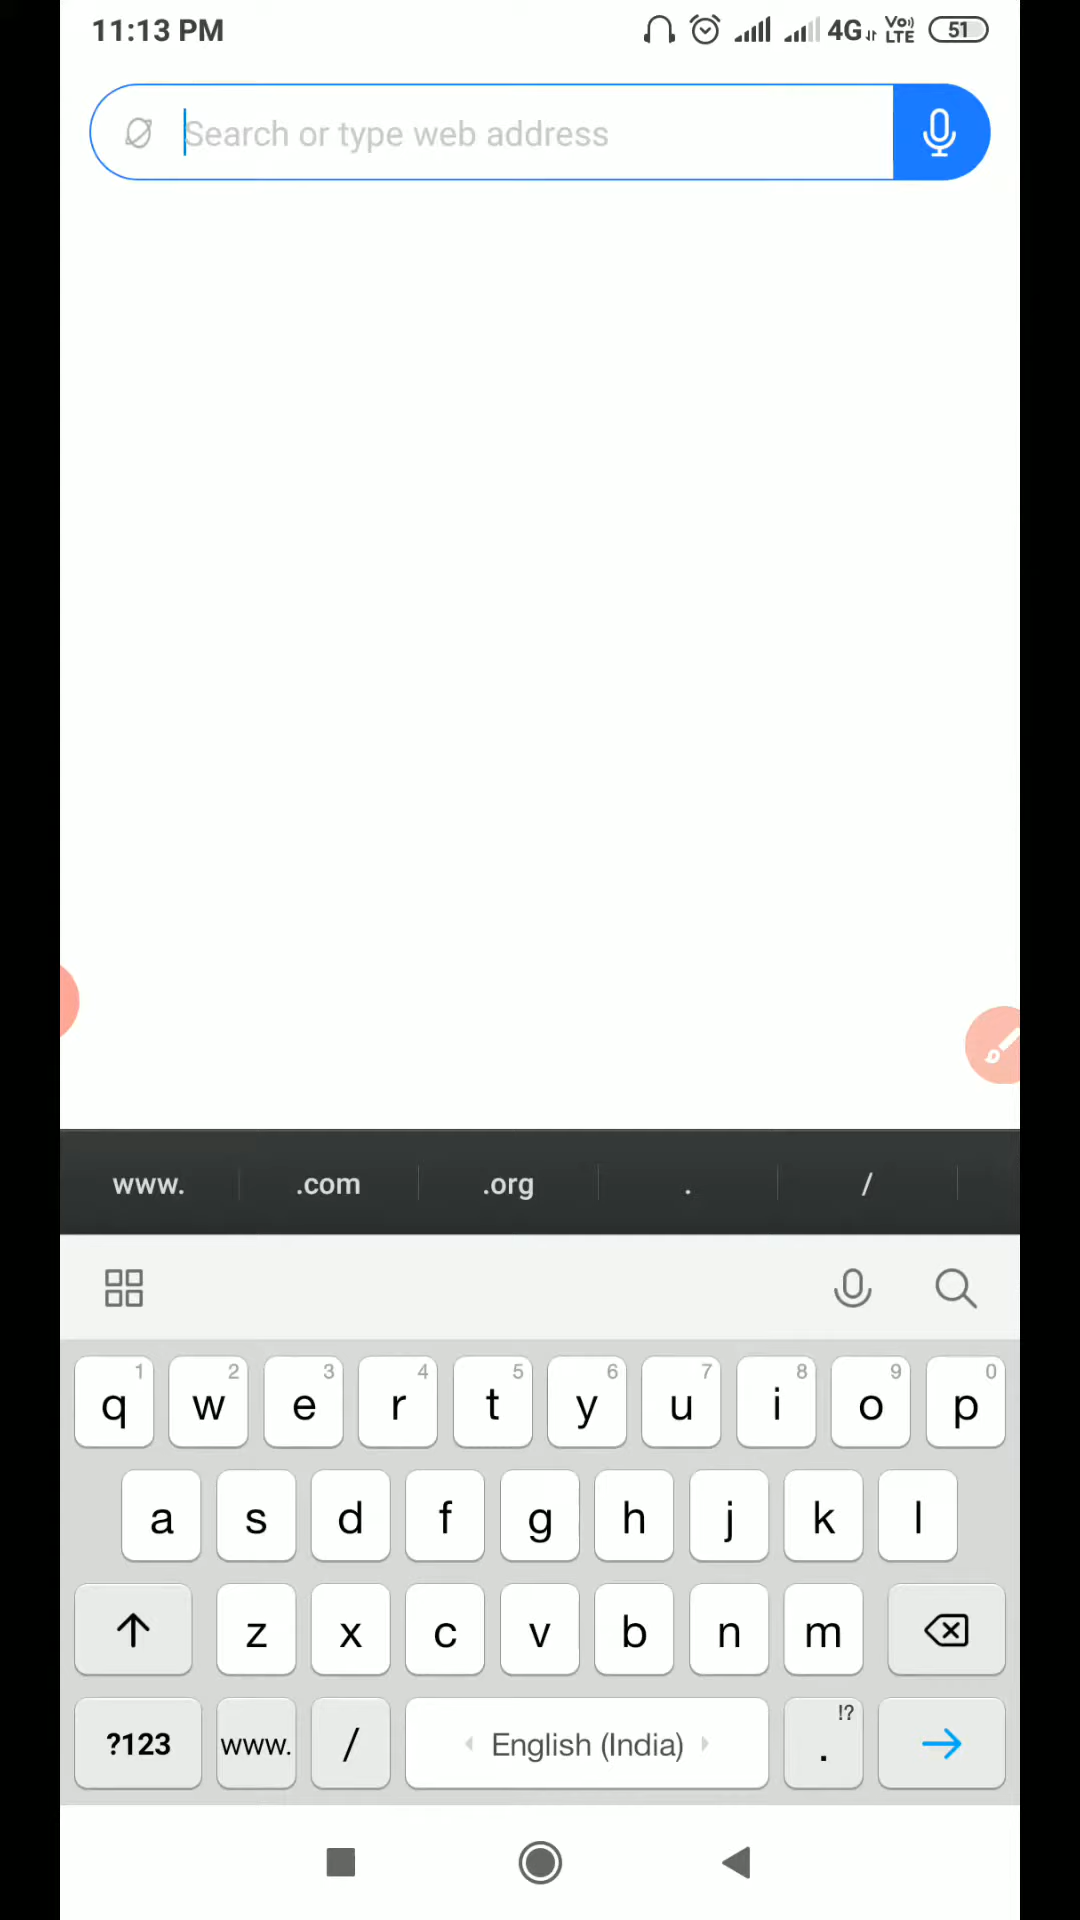 11:13 PM 4G Vo)) LTE 51
Search or type web address
www. .com .org . /
1 2 3 4 5 6 7 8 9 0
q w e r t y u i o p
a s d f g h j k l
z x c v b n m
!?
?123 www. / English (India) .